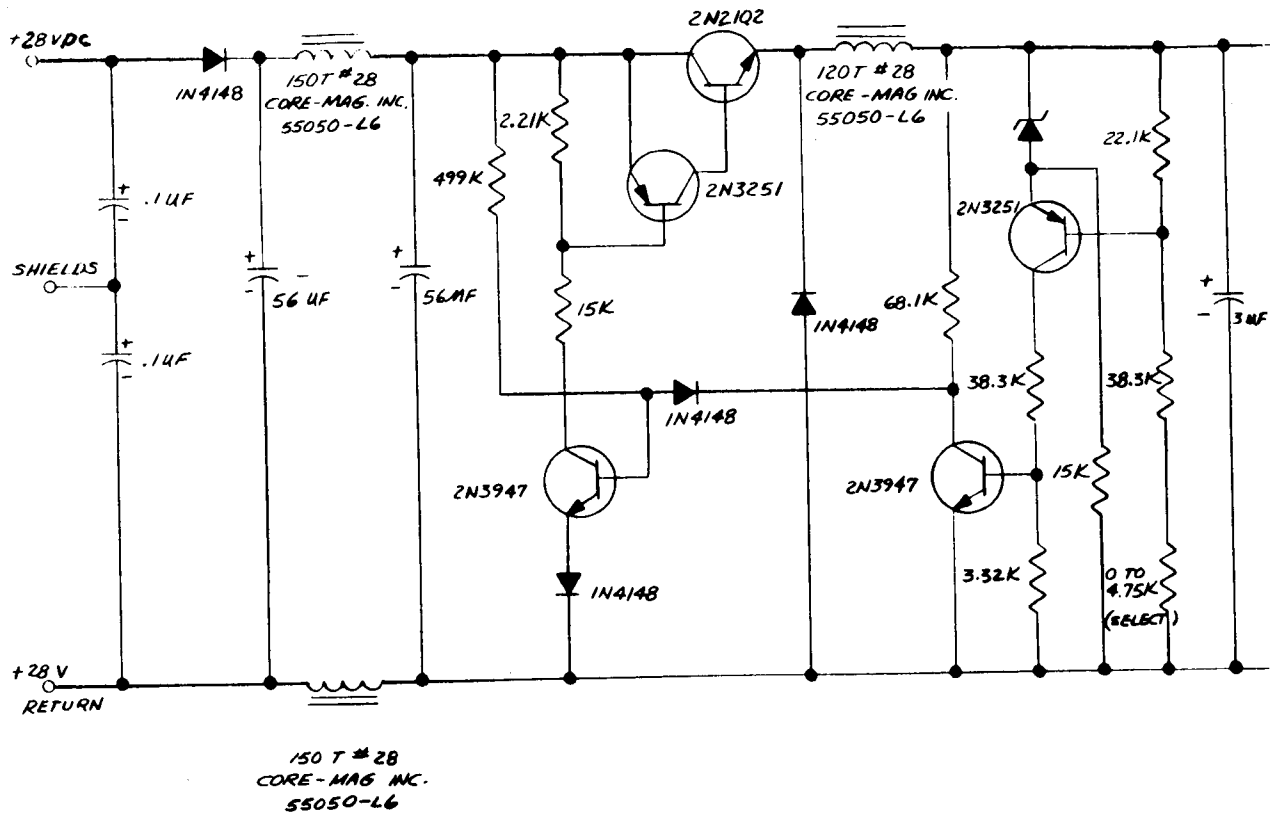 2N2102
+28 VDC
1N4148
150T #28
CORE-MAG. INC.
55050-L6
120T #28
CORE-MAG INC.
55050-L6
2.21K
22.1K
499K
2N3251
2N3251
+
.1UF
-
SHIELDS
+
-
56 UF
-
+
-
56MF
15K
1N4148
68.1K
+
-
3UF
+
.1UF
-
38.3K
38.3K
1N4148
2N3947
2N3947
15K
1N4148
3.32K
0 TO
4.75K
(SELECT)
+28 V
RETURN
150 T #28
CORE-MAG INC.
55050-L6